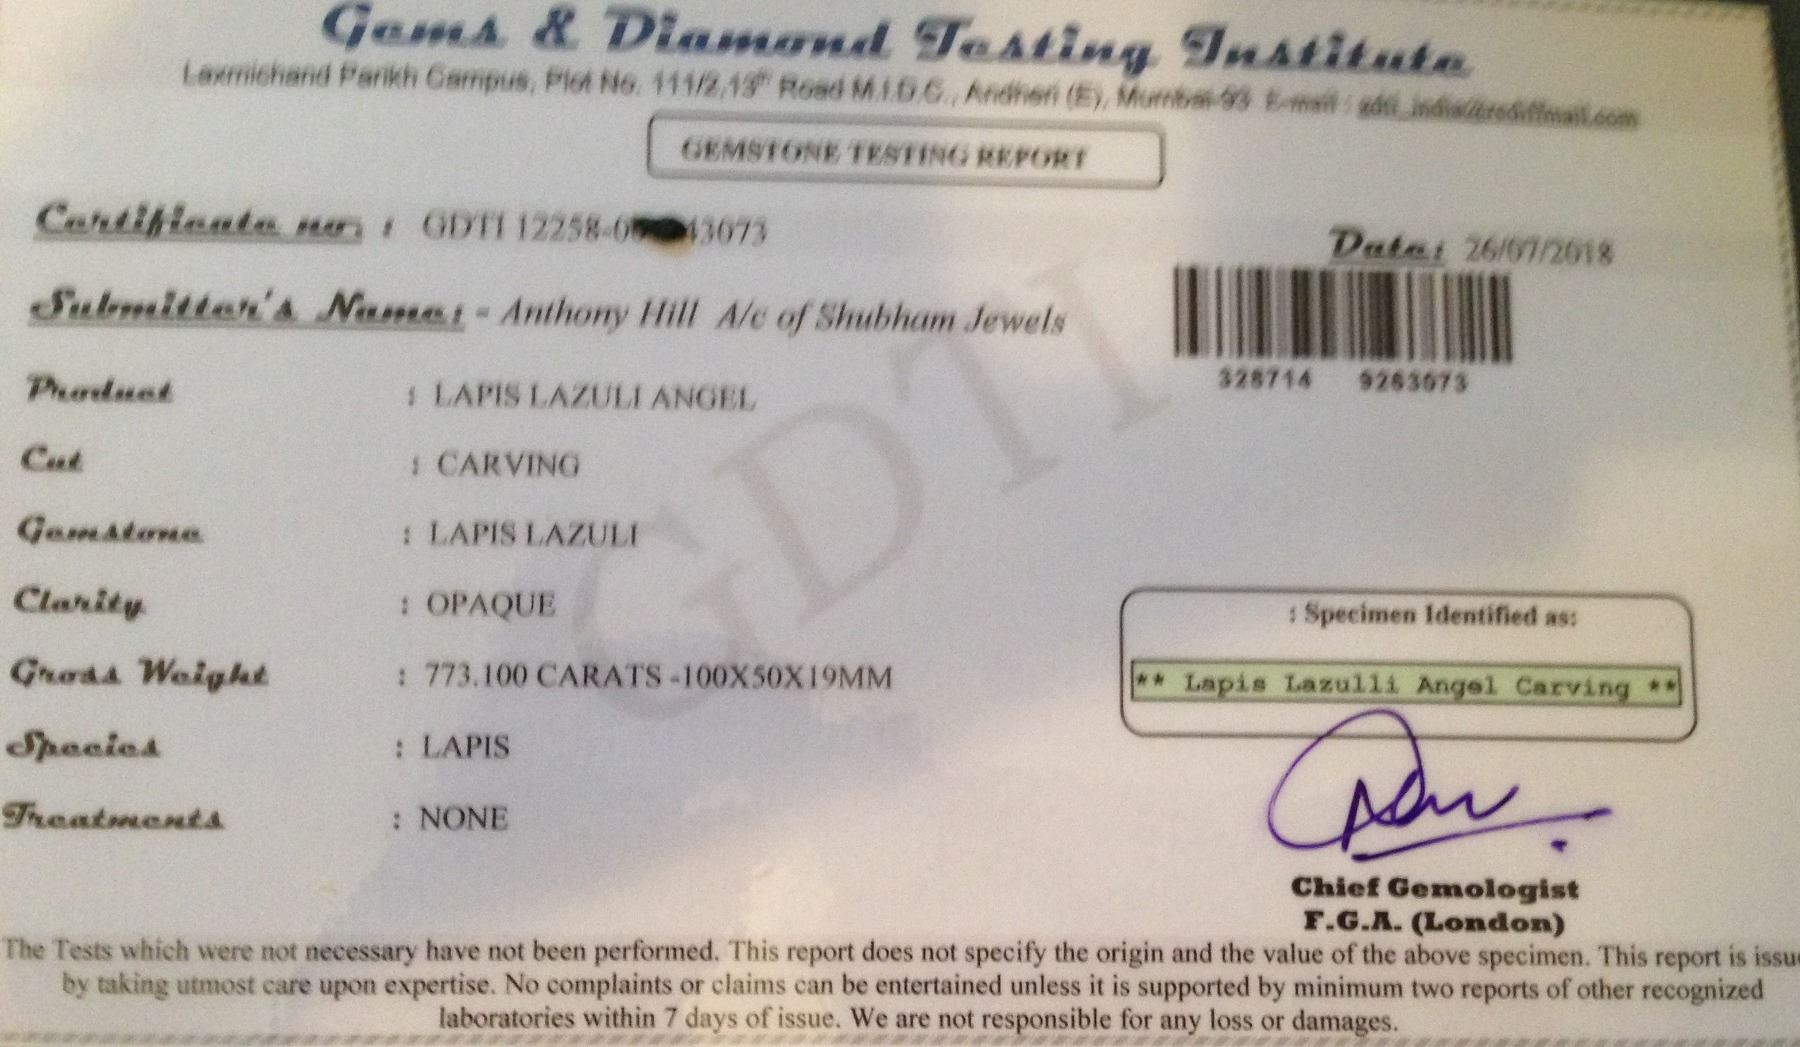 Gems & Diamond Testing Institute
Laxmichand Parikh Campus, Plot No. 111/2,13th Road M.I.D.C., Andheri (E), Mumbai-93 E-mail : gdti_india@rediffmail.com
GEMSTONE TESTING REPORT
Certificate no. : GDTI 12258-0 43073
Date: 26/07/2018
Submitter's Name: - Anthony Hill A/c of Shubham Jewels
328714 9263073
Product : LAPIS LAZULI ANGEL
Cut : CARVING
Gemstone : LAPIS LAZULI
Clarity : OPAQUE
: Specimen Identified as:
Gross Weight : 773.100 CARATS -100X50X19MM
** Lapis Lazulli Angel Carving **
Species : LAPIS
Treatments : NONE
GDTI
Chief Gemologist
F.G.A. (London)
The Tests which were not necessary have not been performed. This report does not specify the origin and the value of the above specimen. This report is issu
by taking utmost care upon expertise. No complaints or claims can be entertained unless it is supported by minimum two reports of other recognized
laboratories within 7 days of issue. We are not responsible for any loss or damages.